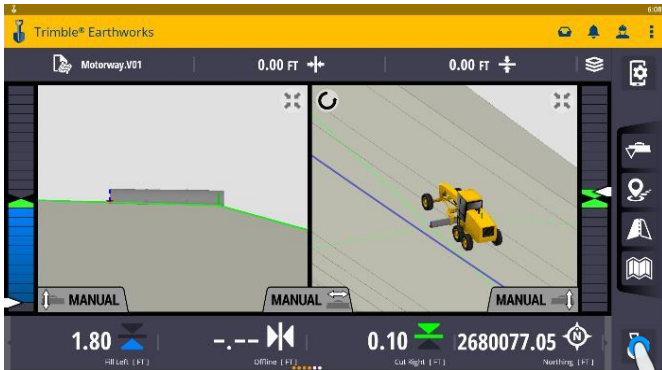 6:08
Trimble® Earthworks
Motorway.V01
0.00 FT
0.00 FT
MANUAL
MANUAL
MANUAL
1.80
-.--
0.10
2680077.05
N
Fill Left [FT]
Offline [FT]
Cut Right [FT]
Northing [FT]